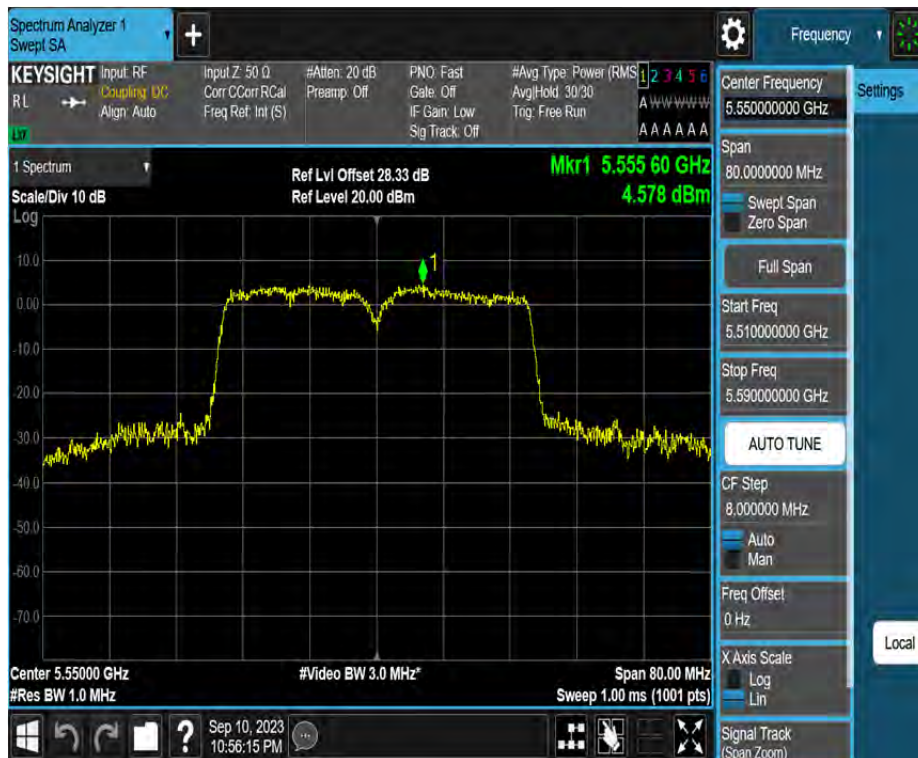 Spectrum Analyzer 1
Swept SA
+
Frequency
KEYSIGHT
RL
LXI
Input: RF
Coupling: DC
Align: Auto
Input Z: 50 Ω
Corr CCorr RCal
Freq Ref: Int (S)
#Atten: 20 dB
Preamp: Off
PNO: Fast
Gate: Off
IF Gain: Low
Sig Track: Off
#Avg Type: Power (RMS
Avg|Hold: 30/30
Trig: Free Run
1 2 3 4 5 6
A W W W W W
A A A A A A
1 Spectrum
Scale/Div 10 dB
Log
Ref Lvl Offset 28.33 dB
Ref Level 20.00 dBm
Mkr1 5.555 60 GHz
4.578 dBm
1
10.0
0.00
-10.0
-20.0
-30.0
-40.0
-50.0
-60.0
-70.0
Center 5.55000 GHz
#Res BW 1.0 MHz
#Video BW 3.0 MHz*
Span 80.00 MHz
Sweep 1.00 ms (1001 pts)
?
Sep 10, 2023
10:56:15 PM
Center Frequency
5.550000000 GHz
Span
80.0000000 MHz
Swept Span
Zero Span
Full Span
Start Freq
5.510000000 GHz
Stop Freq
5.590000000 GHz
AUTO TUNE
CF Step
8.000000 MHz
Auto
Man
Freq Offset
0 Hz
X Axis Scale
Log
Lin
Signal Track
(Span Zoom)
Settings
Local